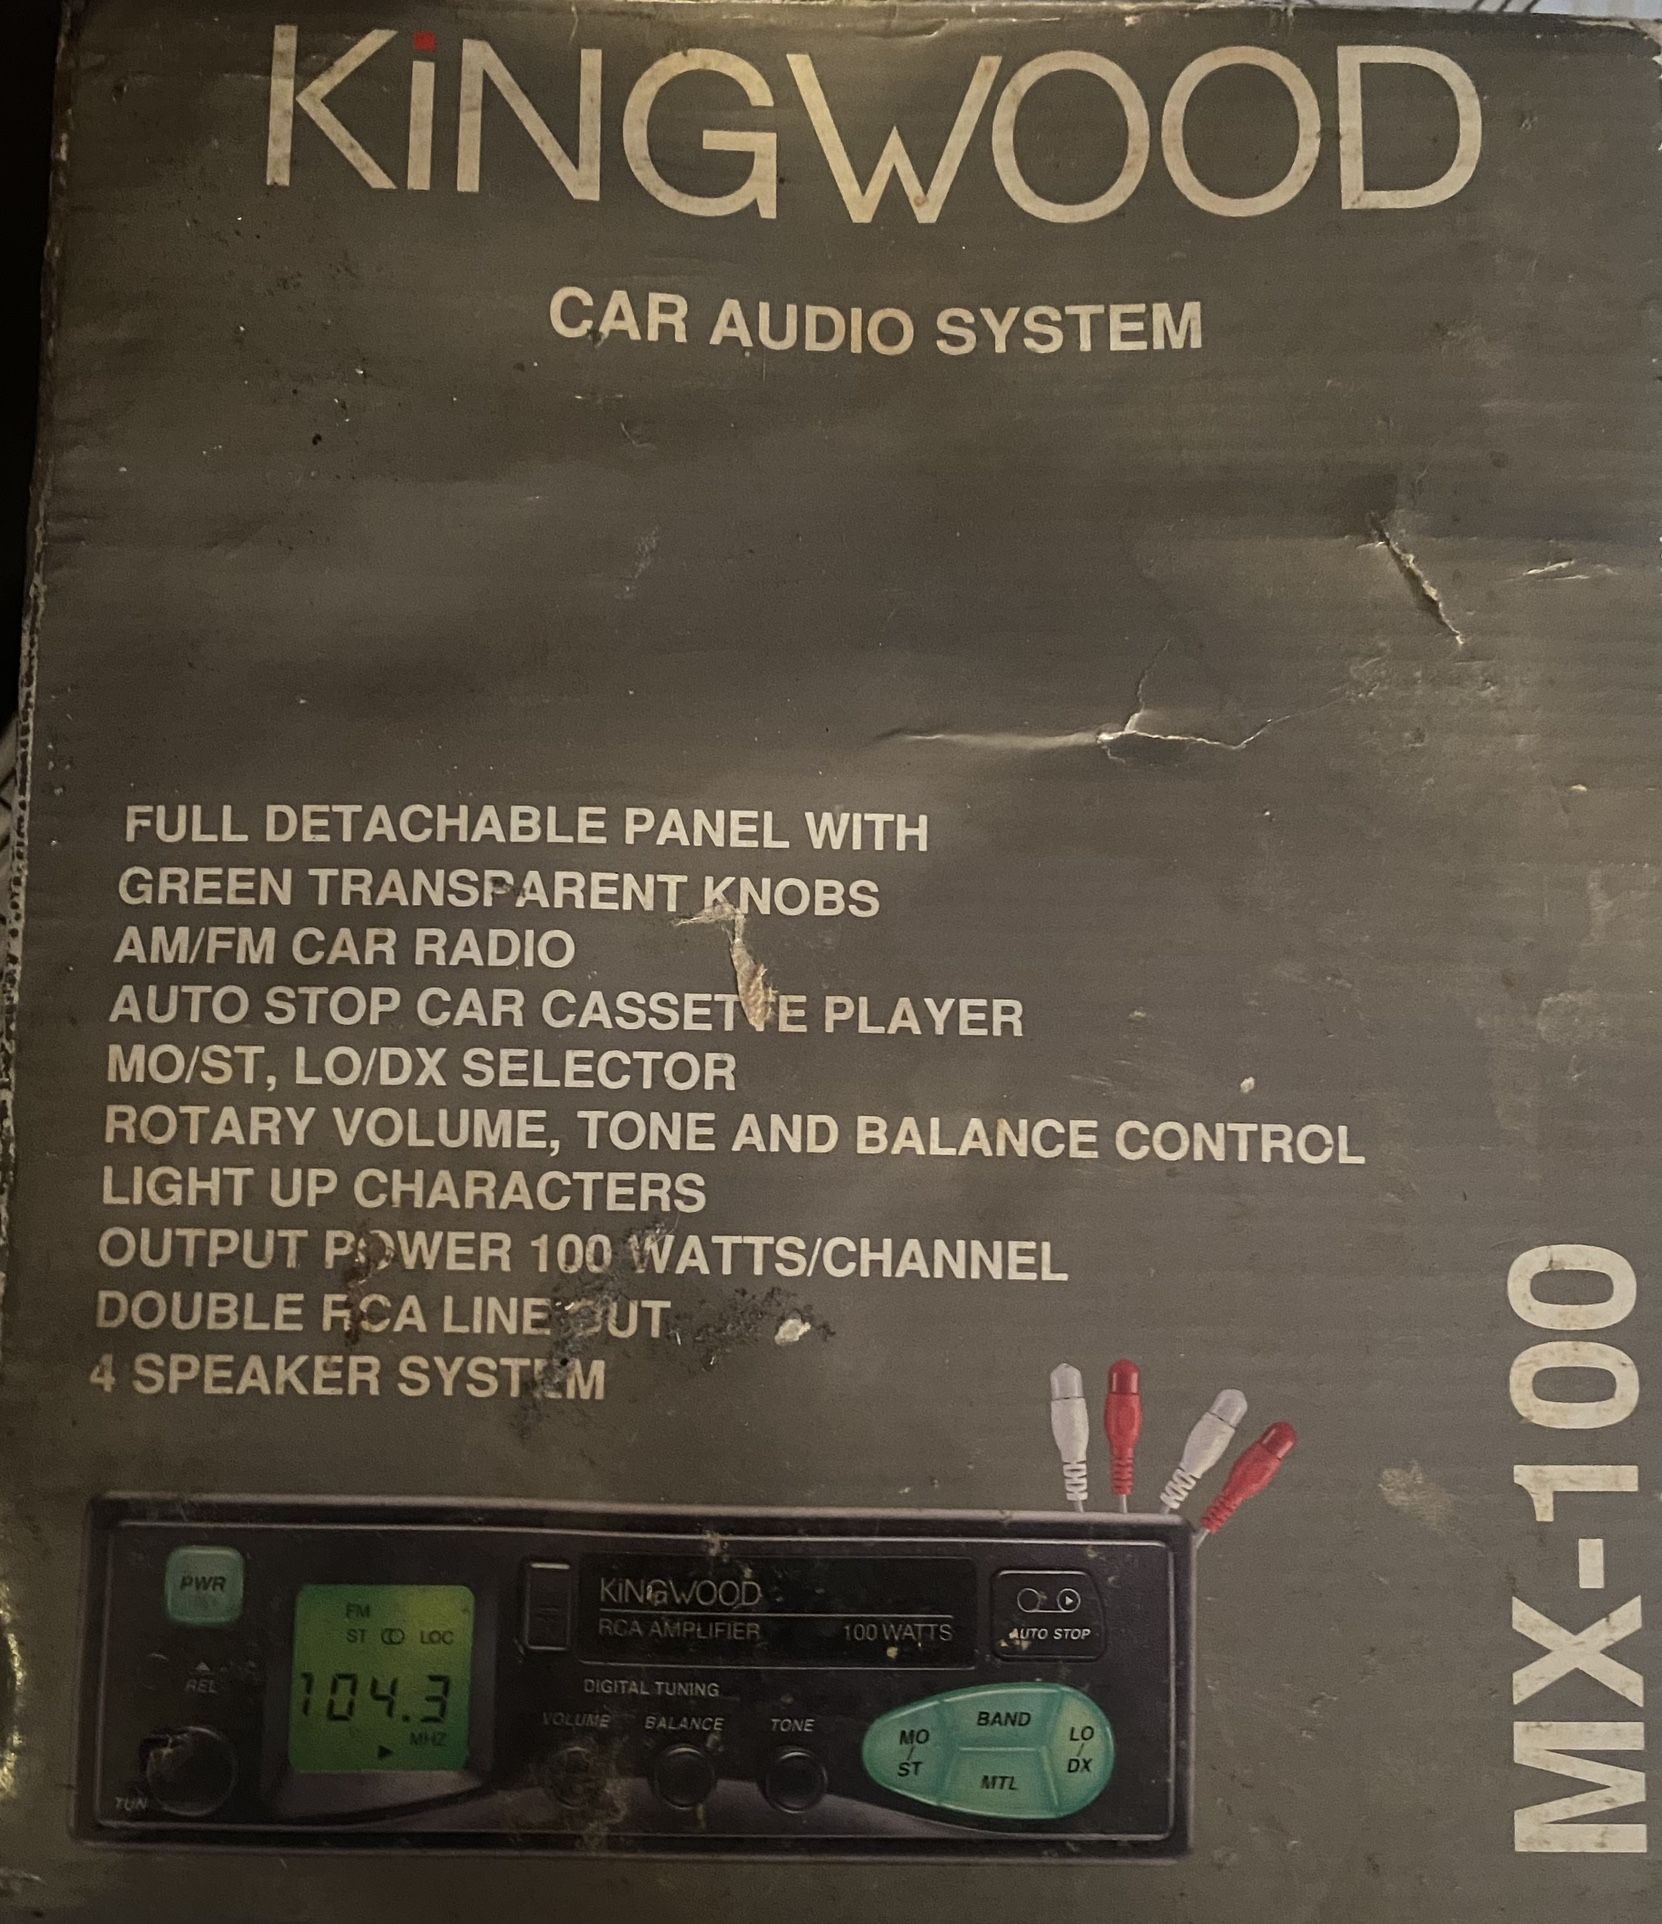 KiNGWOOD
CAR AUDIO SYSTEM
FULL DETACHABLE PANEL WITH
GREEN TRANSPARENT KNOBS
AM/FM CAR RADIO
AUTO STOP CAR CASSETTE PLAYER
MO/ST, LO/DX SELECTOR
ROTARY VOLUME, TONE AND BALANCE CONTROL
LIGHT UP CHARACTERS
OUTPUT POWER 100 WATTS/CHANNEL
DOUBLE RCA LINE OUT
4 SPEAKER SYSTEM
MX-100
PWR
FM
ST LOC
104.3
MHZ
REL
TUN
KiNGWOOD
RCA AMPLIFIER 100 WATTS
AUTO STOP
DIGITAL TUNING
VOLUME BALANCE TONE
MO/ST
BAND
MTL
LO/DX